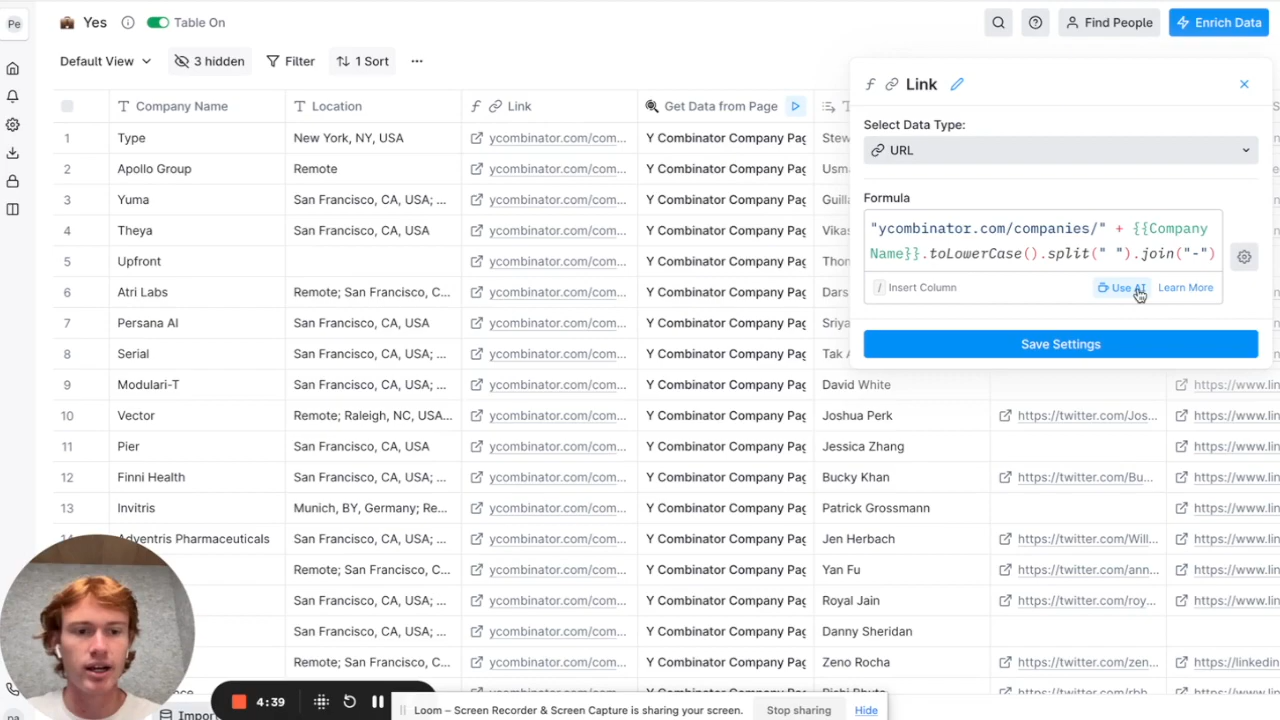 Pe
Yes
Table On
Find People
Enrich Data
Default View
3 hidden
Filter
1 Sort
Link
Select Data Type:
URL
Formula
"ycombinator.com/companies/" + {{Company
Name}}.toLowerCase().split(" ").join("-")
Insert Column
Use AI
Learn More
Save Settings
Company Name
Location
Link
Get Data from Page
1 Type New York, NY, USA ycombinator.com/com... Y Combinator Company Pag Stew
2 Apollo Group Remote ycombinator.com/com... Y Combinator Company Pag Usma
3 Yuma San Francisco, CA, USA; ... ycombinator.com/com... Y Combinator Company Pag Guilla
4 Theya San Francisco, CA, USA ycombinator.com/com... Y Combinator Company Pag Vikas
5 Upfront ycombinator.com/com... Y Combinator Company Pag Thom
6 Atri Labs Remote; San Francisco, C... ycombinator.com/com... Y Combinator Company Pag Dars
7 Persana AI San Francisco, CA, USA ycombinator.com/com... Y Combinator Company Pag Sriya
8 Serial San Francisco, CA, USA ycombinator.com/com... Y Combinator Company Pag Tak A
9 Modulari-T San Francisco, CA, USA ycombinator.com/com... Y Combinator Company Pag David White https://www.lin
10 Vector Remote; Raleigh, NC, USA... ycombinator.com/com... Y Combinator Company Pag Joshua Perk https://twitter.com/Jos... https://www.lin
11 Pier San Francisco, CA, USA ycombinator.com/com... Y Combinator Company Pag Jessica Zhang https://www.lin
12 Finni Health San Francisco, CA, USA ycombinator.com/com... Y Combinator Company Pag Bucky Khan https://twitter.com/Bu... https://www.lin
13 Invitris Munich, BY, Germany; Re... ycombinator.com/com... Y Combinator Company Pag Patrick Grossmann https://www.lin
14 Adventris Pharmaceuticals San Francisco, CA, USA ycombinator.com/com... Y Combinator Company Pag Jen Herbach https://twitter.com/Will... https://www.lin
Remote; San Francisco, C... ycombinator.com/com... Y Combinator Company Pag Yan Fu https://twitter.com/ann... https://www.lin
San Francisco, CA, USA; ... ycombinator.com/com... Y Combinator Company Pag Royal Jain https://twitter.com/roy... https://www.lin
San Francisco, CA, USA; ... ycombinator.com/com... Y Combinator Company Pag Danny Sheridan
Remote; San Francisco, C... ycombinator.com/com... Y Combinator Company Pag Zeno Rocha https://twitter.com/zen... https://linkedin
4:39
Loom – Screen Recorder & Screen Capture is sharing your screen.
Stop sharing
Hide